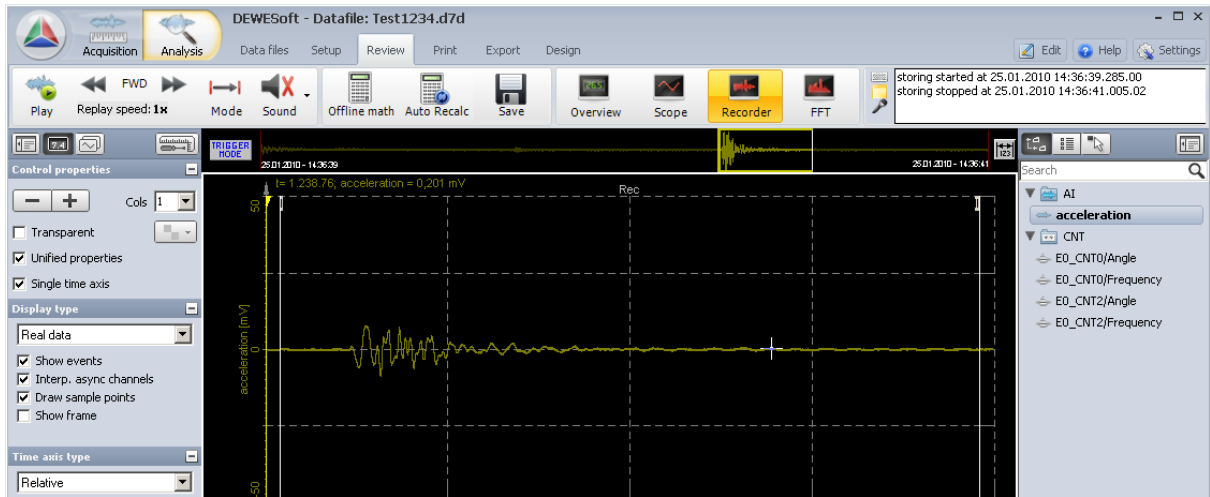 DEWESoft - Datafile: Test1234.d7d
Acquisition
Analysis
Data files
Setup
Review
Print
Export
Design
Edit
Help
Settings
Play
FWD
Replay speed: 1x
Mode
Sound
Offline math
Auto Recalc
Save
Overview
Scope
Recorder
FFT
storing started at 25.01.2010 14:36:39.285.00
storing stopped at 25.01.2010 14:36:41.005.02
Control properties
Cols 1
Transparent
Unified properties
Single time axis
Display type
Real data
Show events
Interp. async channels
Draw sample points
Show frame
Time axis type
Relative
TRIGGER
MODE
25.01.2010 - 14:36:39
25.01.2010 - 14:36:41
t= 1.238.76; acceleration = 0,201 mV
Rec
50
acceleration [mV]
0
-50
Search
AI
acceleration
CNT
E0_CNT0/Angle
E0_CNT0/Frequency
E0_CNT2/Angle
E0_CNT2/Frequency